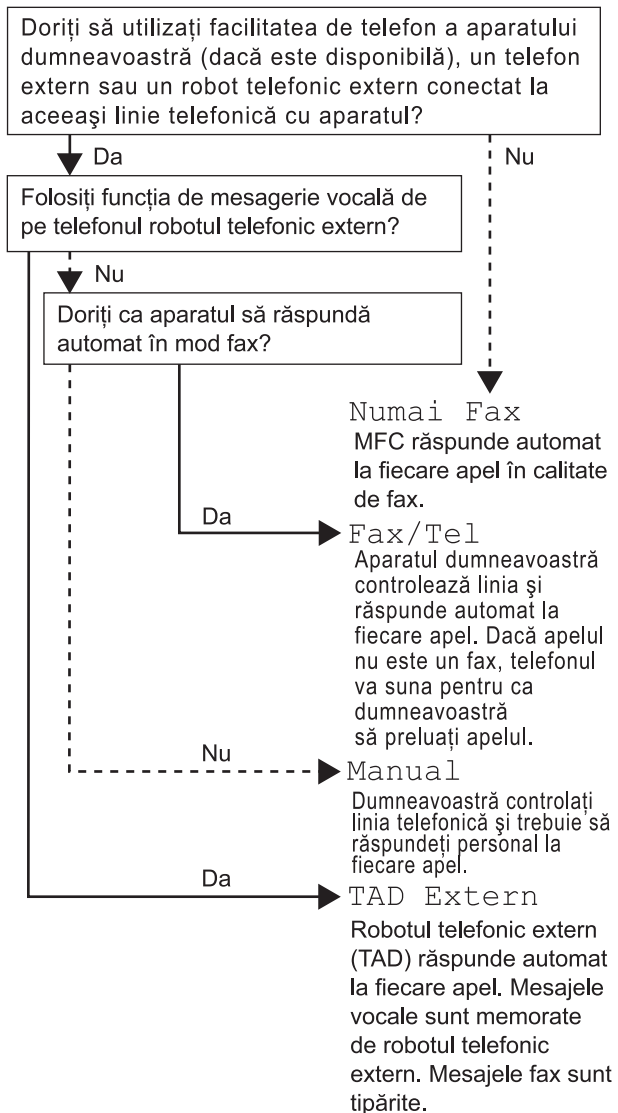 Doriți să utilizați facilitatea de telefon a aparatului
dumneavoastră (dacă este disponibilă), un telefon
extern sau un robot telefonic extern conectat la
aceeaşi linie telefonică cu aparatul?
Da
Nu
Folosiți funcția de mesagerie vocală de
pe telefonul robotul telefonic extern?
Nu
Doriți ca aparatul să răspundă
automat în mod fax?
Numai Fax
MFC răspunde automat
la fiecare apel în calitate
de fax.
Da
Fax/Tel
Aparatul dumneavoastră
controlează linia şi
răspunde automat la
fiecare apel. Dacă apelul
nu este un fax, telefonul
va suna pentru ca
dumneavoastră
să preluați apelul.
Nu
Manual
Dumneavoastră controlați
linia telefonică şi trebuie să
răspundeți personal la
fiecare apel.
Da
TAD Extern
Robotul telefonic extern
(TAD) răspunde automat
la fiecare apel. Mesajele
vocale sunt memorate
de robotul telefonic
extern. Mesajele fax sunt
tipărite.